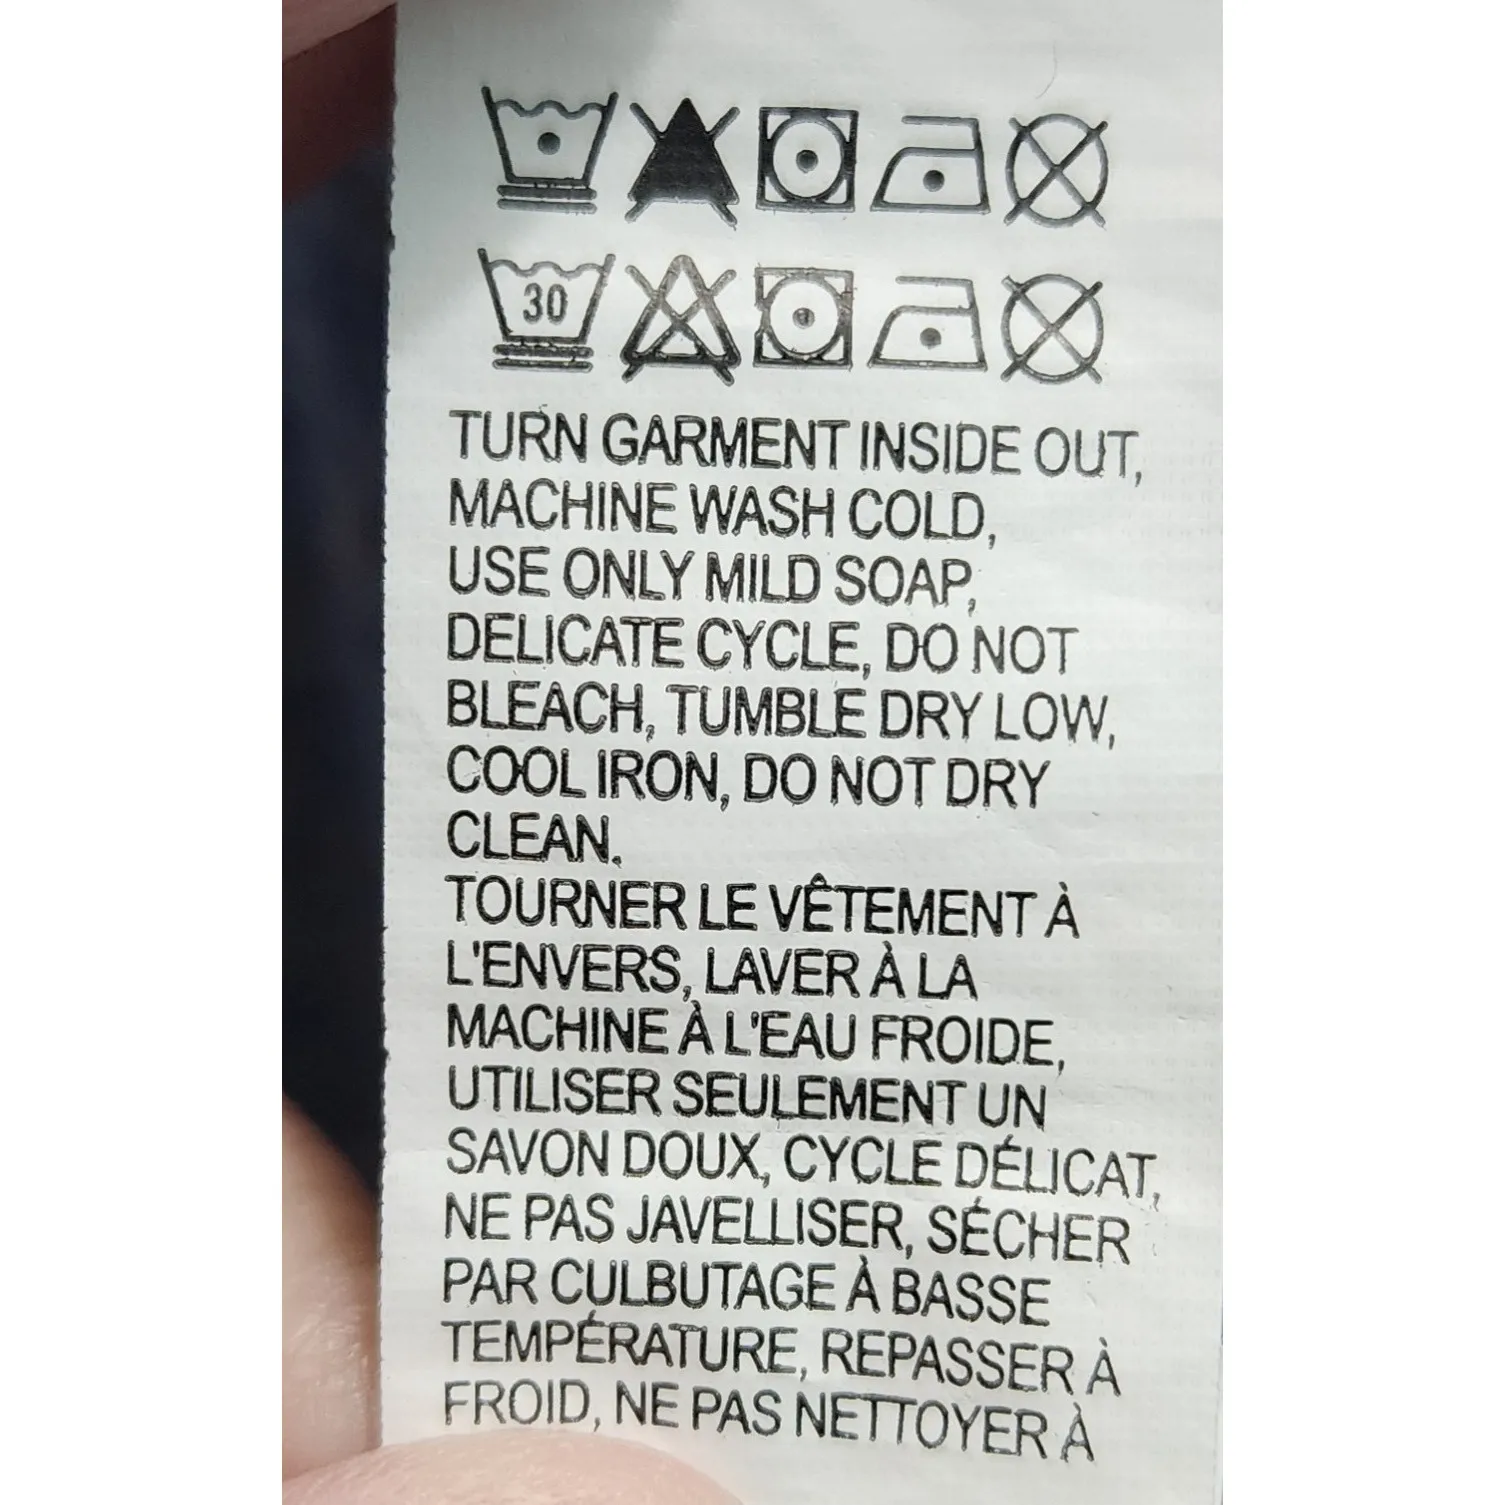 30
TURN GARMENT INSIDE OUT,
MACHINE WASH COLD,
USE ONLY MILD SOAP,
DELICATE CYCLE, DO NOT
BLEACH, TUMBLE DRY LOW,
COOL IRON, DO NOT DRY
CLEAN.
TOURNER LE VÊTEMENT À
L'ENVERS, LAVER À LA
MACHINE À L'EAU FROIDE,
UTILISER SEULEMENT UN
SAVON DOUX, CYCLE DÉLICAT,
NE PAS JAVELLISER, SÉCHER
PAR CULBUTAGE À BASSE
TEMPÉRATURE, REPASSER À
FROID, NE PAS NETTOYER À